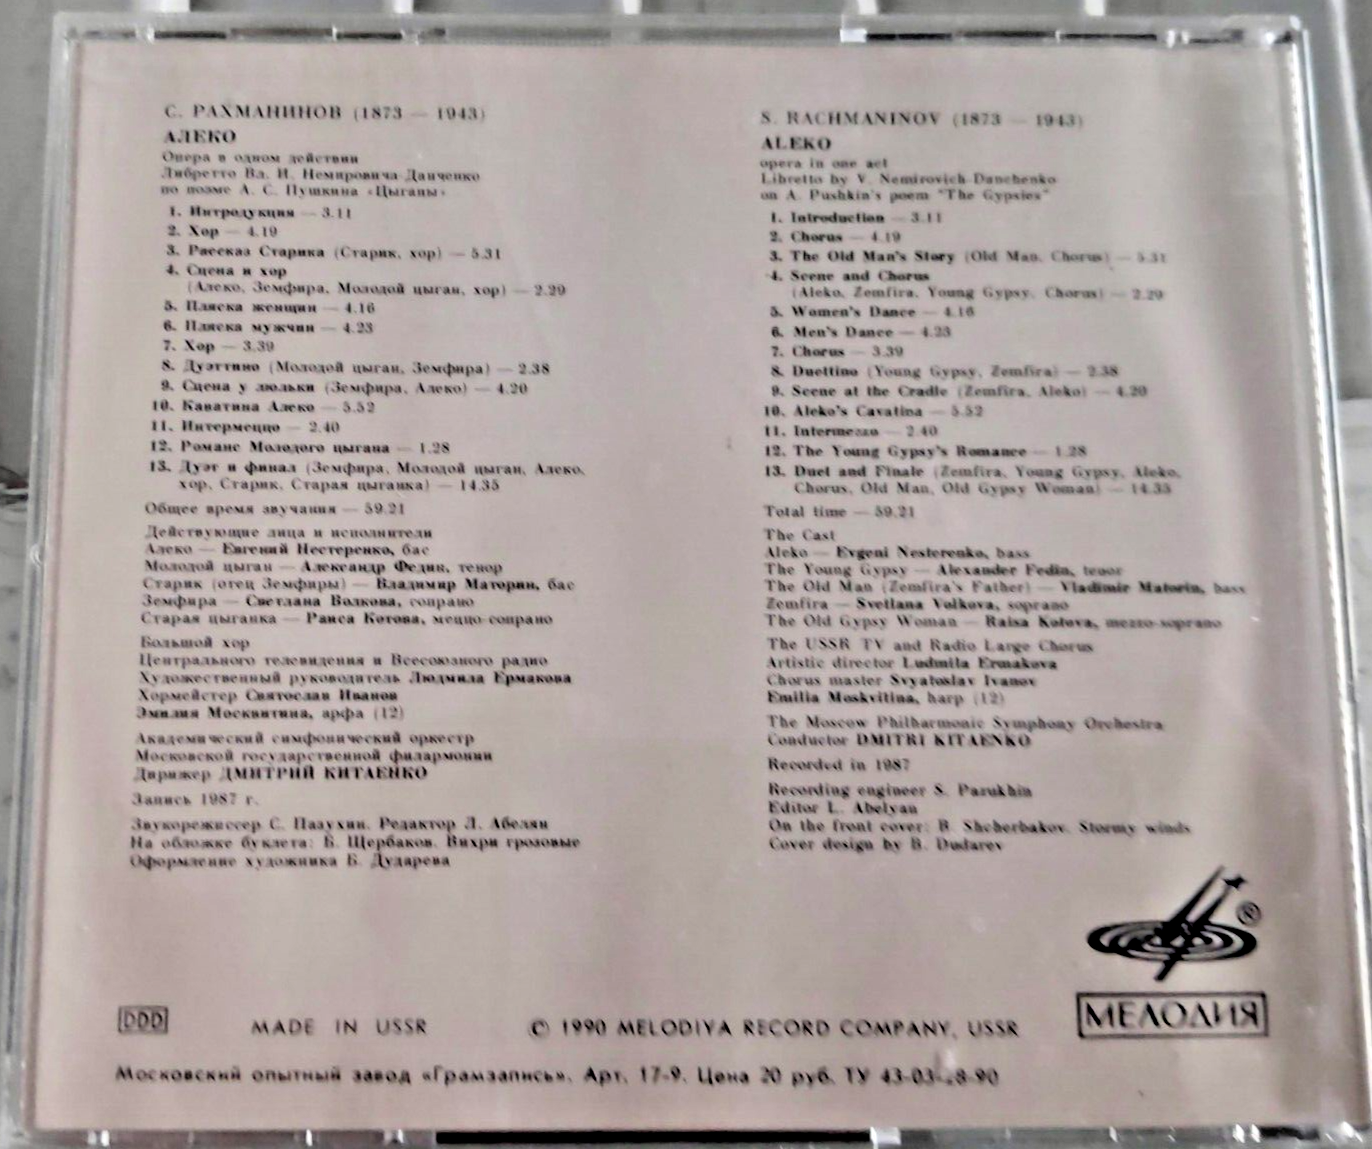 С. РАХМАНИНОВ (1873 — 1943)
АЛЕКО
Опера в одном действии
Либретто Вл. И. Немировича-Данченко
по поэме А. С. Пушкина «Цыганы»
1. Интродукция — 3.11
2. Хор — 4.19
3. Рассказ Старика (Старик, хор) — 5.31
4. Сцена и хор
(Алеко, Земфира, Молодой цыган, хор) — 2.29
5. Пляска женщин — 4.16
6. Пляска мужчин — 4.23
7. Хор — 3.39
8. Дуэттино (Молодой цыган, Земфира) — 2.38
9. Сцена у люльки (Земфира, Алеко) — 4.20
10. Каватина Алеко — 5.52
11. Интермеццо — 2.40
12. Романс Молодого цыгана — 1.28
13. Дуэт и финал (Земфира, Молодой цыган, Алеко,
хор, Старик, Старая цыганка) — 14.35
Общее время звучания — 59.21
Действующие лица и исполнители
Алеко — Евгений Нестеренко, бас
Молодой цыган — Александр Федин, тенор
Старик (отец Земфиры) — Владимир Маторин, бас
Земфира — Светлана Волкова, сопрано
Старая цыганка — Раиса Котова, меццо-сопрано
Большой хор
Центрального телевидения и Всесоюзного радио
Художественный руководитель Людмила Ермакова
Хормейстер Святослав Иванов
Эмилия Москвитина, арфа (12)
Академический симфонический оркестр
Московской государственной филармонии
Дирижер ДМИТРИЙ КИТАЕНКО
Запись 1987 г.
Звукорежиссер С. Пазухин. Редактор Л. Абелян
На обложке буклета: Б. Щербаков. Вихри грозовые
Оформление художника Б. Дударева
S. RACHMANINOV (1873 — 1943)
ALEKO
opera in one act
Libretto by V. Nemirovich-Danchenko
on A. Pushkin's poem "The Gypsies"
1. Introduction — 3.11
2. Chorus — 4.19
3. The Old Man's Story (Old Man, Chorus) — 5.31
4. Scene and Chorus
(Aleko, Zemfira, Young Gypsy, Chorus) — 2.29
5. Women's Dance — 4.16
6. Men's Dance — 4.23
7. Chorus — 3.39
8. Duettino (Young Gypsy, Zemfira) — 2.38
9. Scene at the Cradle (Zemfira, Aleko) — 4.20
10. Aleko's Cavatina — 5.52
11. Intermezzo — 2.40
12. The Young Gypsy's Romance — 1.28
13. Duel and Finale (Zemfira, Young Gypsy, Aleko,
Chorus, Old Man, Old Gypsy Woman) — 14.35
Total time — 59.21
The Cast
Aleko — Evgeni Nesterenko, bass
The Young Gypsy — Alexander Fedin, tenor
The Old Man (Zemfira's Father) — Vladimir Matorin, bass
Zemfira — Svetlana Volkova, soprano
The Old Gypsy Woman — Raisa Kotova, mezzo-soprano
The USSR TV and Radio Large Chorus
Artistic director Ludmila Ermakova
Chorus master Svyatoslav Ivanov
Emilia Moskvitina, harp (12)
The Moscow Philharmonic Symphony Orchestra
Conductor DMITRI KITAENKO
Recorded in 1987
Recording engineer S. Pazukhin
Editor L. Abelyan
On the front cover: B. Shcherbakov. Stormy winds
Cover design by B. Dudarev
®
МЕЛОДИЯ
DDD MADE IN USSR © 1990 MELODIYA RECORD COMPANY, USSR
Московский опытный завод «Грамзапись». Арт. 17-9. Цена 20 руб. ТУ